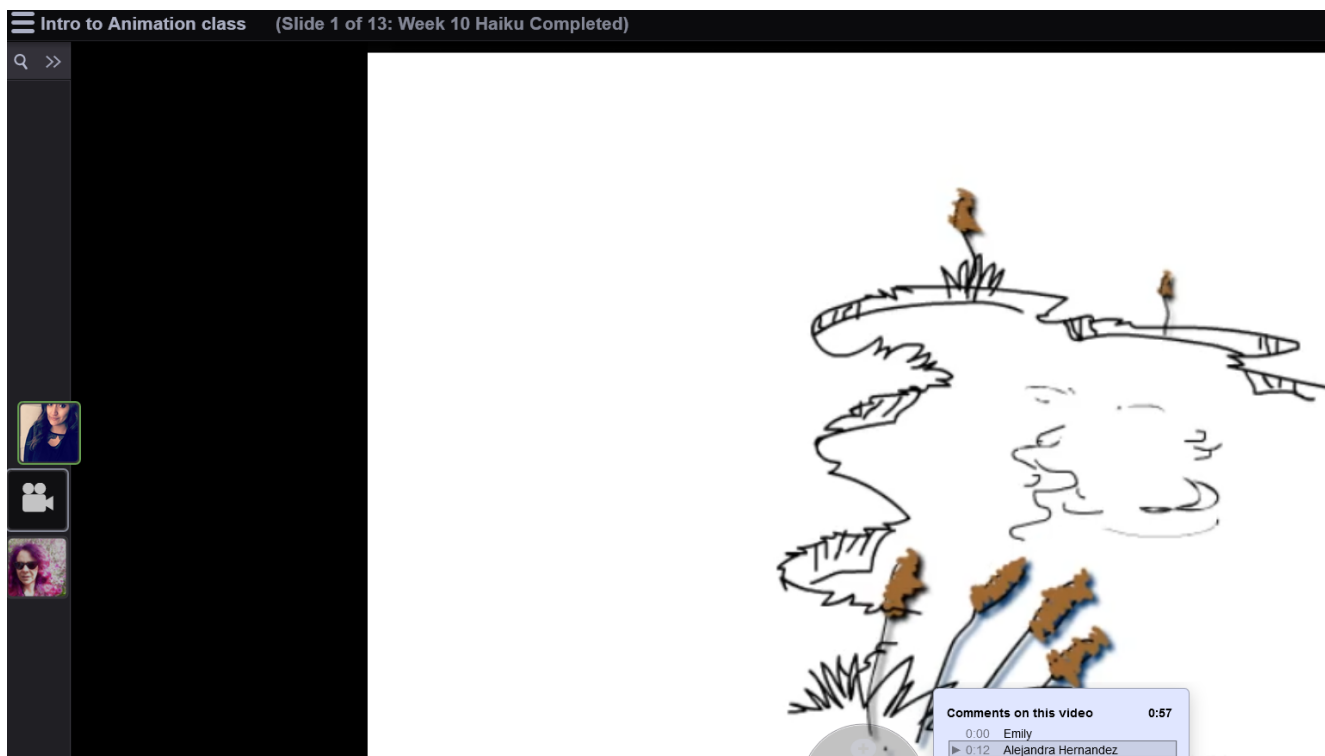 Intro to Animation class (Slide 1 of 13: Week 10 Haiku Completed)
Comments on this video 0:57
0:00 Emily
0:12 Alejandra Hernandez